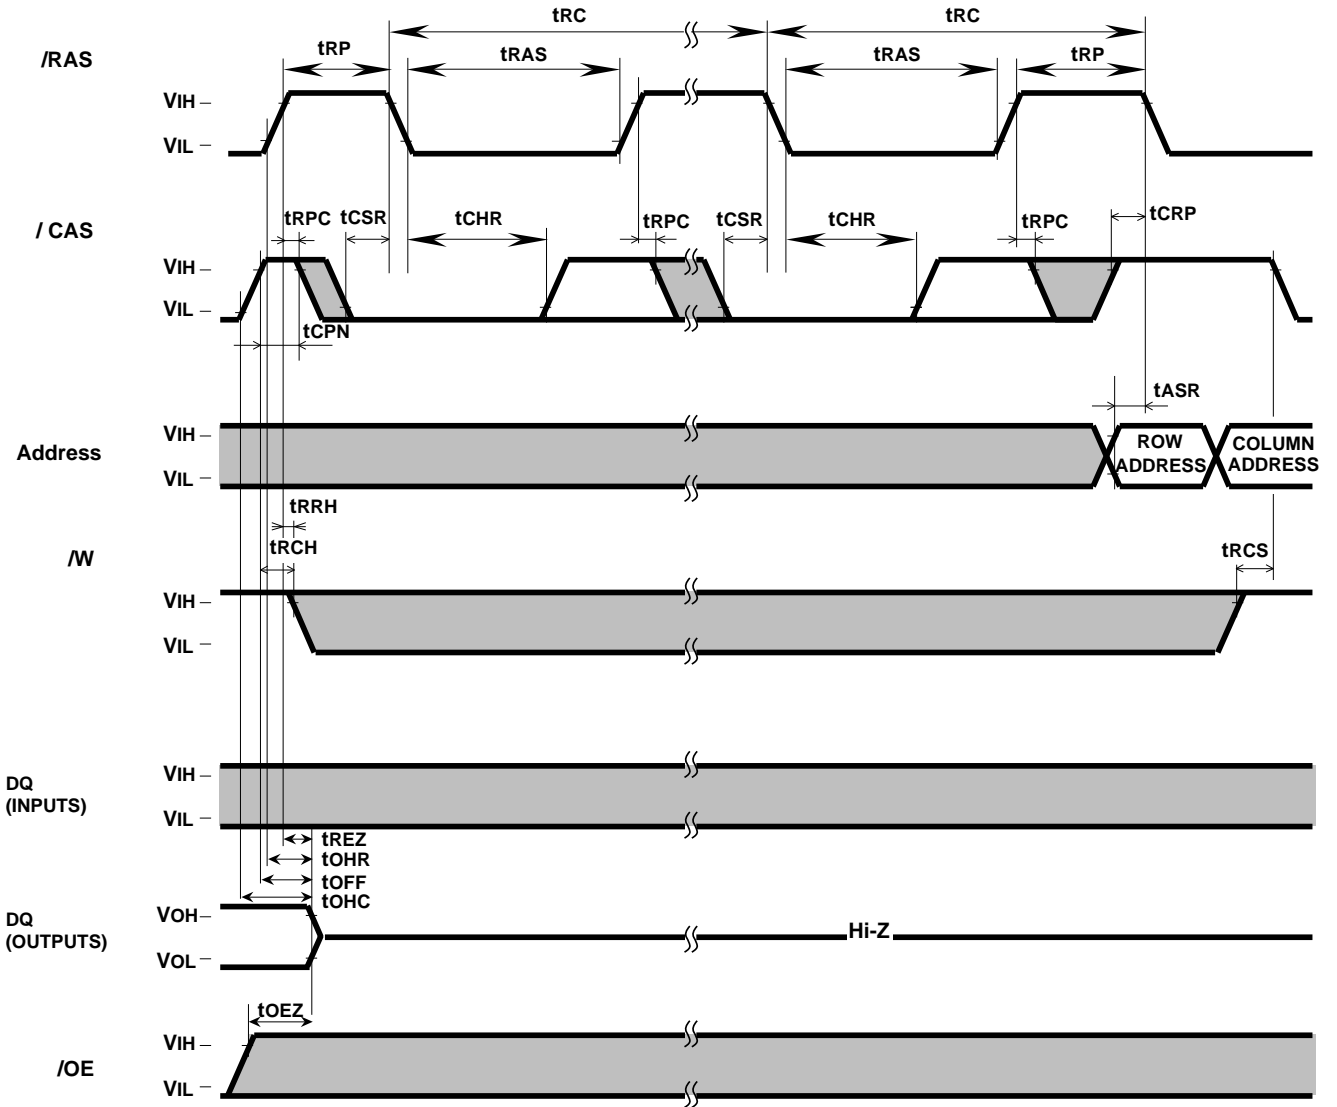 tRC tRC
/RAS tRP tRAS tRAS tRP
VIH
VIL
/ CAS tRPC tCSR tCHR tRPC tCSR tCHR tRPC tCRP
VIH
VIL
tCPN
tASR
Address VIH ROW ADDRESS COLUMN ADDRESS
VIL
tRRH
/W tRCH tRCS
VIH
VIL
DQ (INPUTS) VIH
VIL
tREZ
tOHR
tOFF
tOHC
DQ (OUTPUTS) VOH
Hi-Z
VOL
tOEZ
/OE VIH
VIL